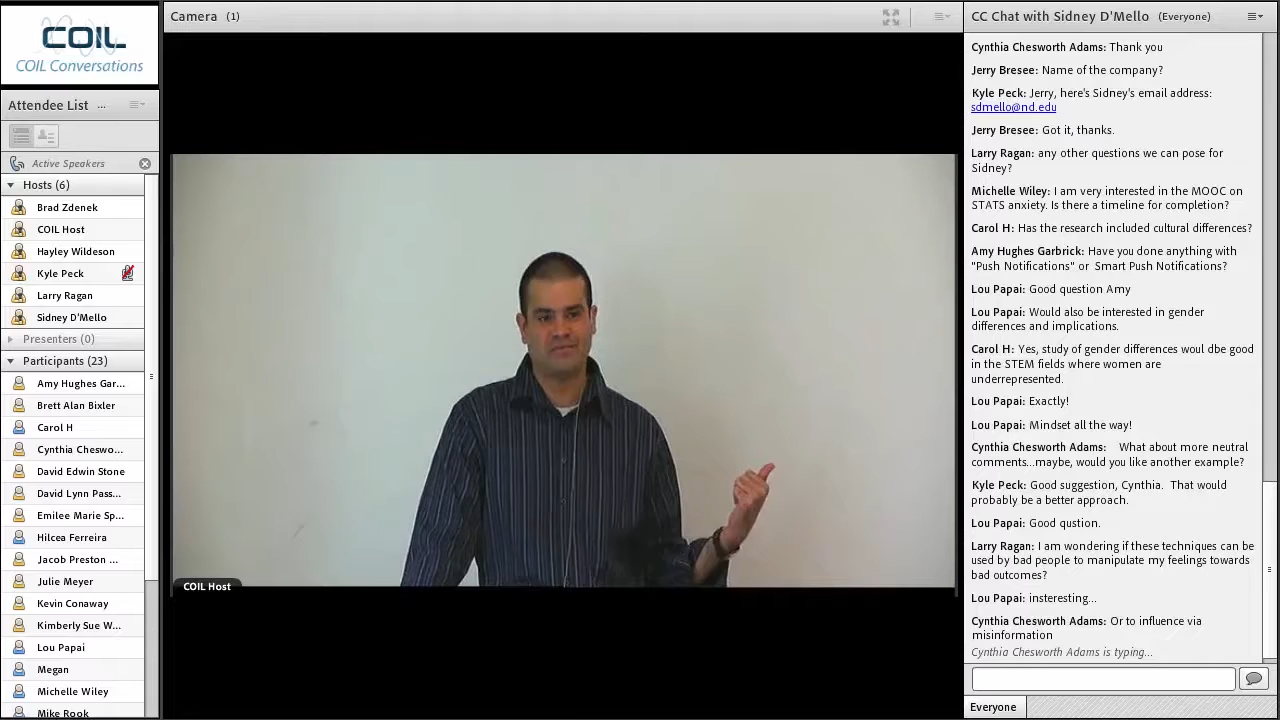 COIL
COIL Conversations
Attendee List ...
Active Speakers
Hosts (6)
Brad Zdenek
COIL Host
Hayley Wildeson
Kyle Peck
Larry Ragan
Sidney D'Mello
Presenters (0)
Participants (23)
Amy Hughes Gar...
Brett Alan Bixler
Carol H
Cynthia Cheswo...
David Edwin Stone
David Lynn Pass...
Emilee Marie Sp...
Hilcea Ferreira
Jacob Preston ...
Julie Meyer
Kevin Conaway
Kimberly Sue W...
Lou Papai
Megan
Michelle Wiley
Mike Rook
Camera (1)
COIL Host
CC Chat with Sidney D'Mello (Everyone)
Cynthia Chesworth Adams: Thank you
Jerry Bresee: Name of the company?
Kyle Peck: Jerry, here's Sidney's email address:
sdmello@nd.edu
Jerry Bresee: Got it, thanks.
Larry Ragan: any other questions we can pose for
Sidney?
Michelle Wiley: I am very interested in the MOOC on
STATS anxiety. Is there a timeline for completion?
Carol H: Has the research included cultural differences?
Amy Hughes Garbrick: Have you done anything with
"Push Notifications" or Smart Push Notifications?
Lou Papai: Good question Amy
Lou Papai: Would also be interested in gender
differences and implications.
Carol H: Yes, study of gender differences woul dbe good
in the STEM fields where women are
underrepresented.
Lou Papai: Exactly!
Lou Papai: Mindset all the way!
Cynthia Chesworth Adams: What about more neutral
comments...maybe, would you like another example?
Kyle Peck: Good suggestion, Cynthia. That would
probably be a better approach.
Lou Papai: Good qustion.
Larry Ragan: I am wondering if these techniques can be
used by bad people to manipulate my feelings towards
bad outcomes?
Lou Papai: insteresting...
Cynthia Chesworth Adams: Or to influence via
misinformation
Cynthia Chesworth Adams is typing...
Everyone